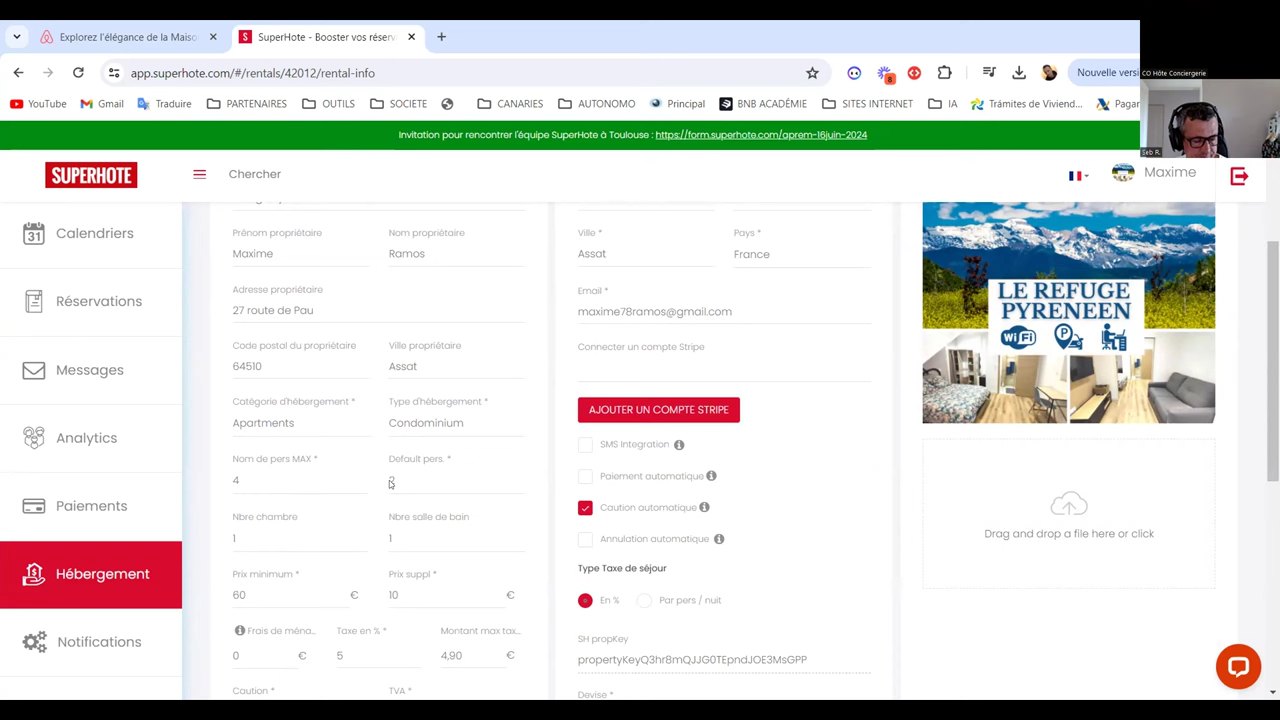 Explorez l'élégance de la Maiso
SuperHote - Booster vos réserv
app.superhote.com/#/rentals/42012/rental-info
8
Nouvelle versi
CO Hôte Conciergerie
YouTube
Gmail
Traduire
PARTENAIRES
OUTILS
SOCIETE
CANARIES
AUTONOMO
Principal
BNB ACADÉMIE
SITES INTERNET
IA
Trámites de Viviend...
Pagar
Invitation pour rencontrer l'équipe SuperHote à Toulouse : https://form.superhote.com/aprem-16juin-2024
Seb R.
SUPERHOTE
Chercher
Maxime
31
Calendriers
Réservations
Messages
Analytics
Paiements
Hébergement
Notifications
Prénom propriétaire
Nom propriétaire
Maxime
Ramos
Adresse propriétaire
27 route de Pau
Code postal du propriétaire
Ville propriétaire
64510
Assat
Catégorie d'hébergement *
Type d'hébergement *
Apartments
Condominium
Nom de pers MAX *
Default pers. *
4
Nbre chambre
Nbre salle de bain
1
1
Prix minimum *
Prix suppl *
60 €
10 €
Frais de ména...
Taxe en % *
Montant max tax...
0 €
5
4,90 €
Caution *
TVA *
Ville *
Pays *
Assat
France
Email *
maxime78ramos@gmail.com
Connecter un compte Stripe
AJOUTER UN COMPTE STRIPE
SMS Integration
Paiement automatique
Caution automatique
Annulation automatique
Type Taxe de séjour
En %
Par pers / nuit
SH propKey
propertyKeyQ3hr8mQJJG0TEpndJOE3MsGPP
Devise *
LE REFUGE
PYRENEEN
WiFi
P
Drag and drop a file here or click